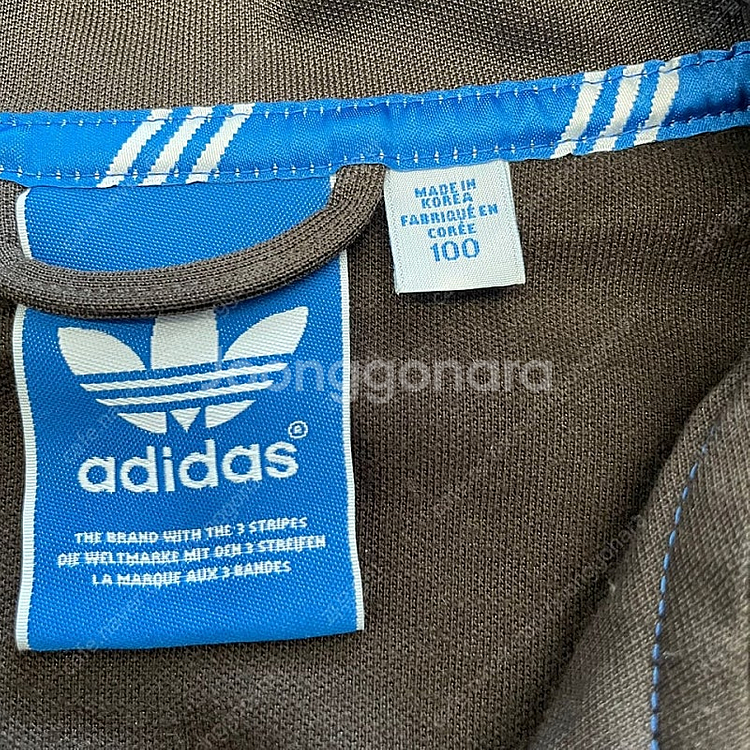 MADE IN
KOREA
FABRIQUÉ EN
CORÉE
100
Joonggonara
adidas®
THE BRAND WITH THE 3 STRIPES
DIE WELTMARKE MIT DEN 3 STREIFEN
LA MARQUE AUX 3 BANDES